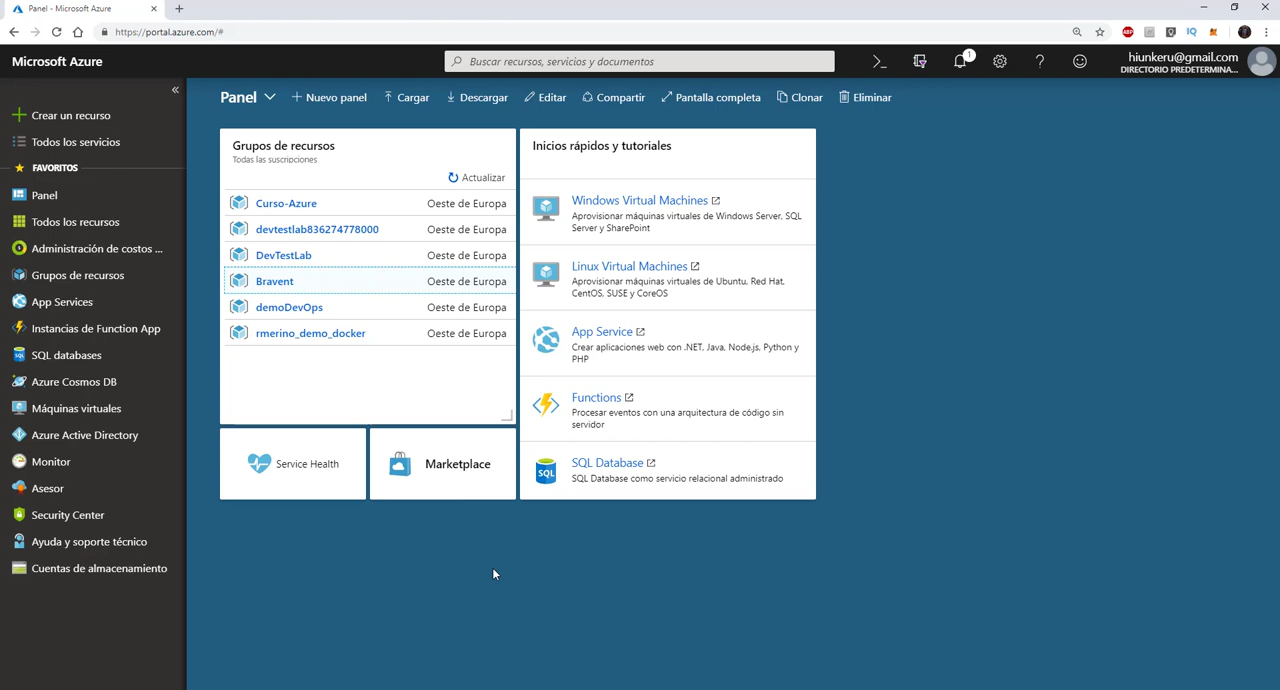 Panel - Microsoft Azure
https://portal.azure.com/#
Microsoft Azure
Buscar recursos, servicios y documentos
1
hiunkeru@gmail.com
DIRECTORIO PREDETERMINA...
Crear un recurso
Todos los servicios
FAVORITOS
Panel
Todos los recursos
Administración de costos ...
Grupos de recursos
App Services
Instancias de Function App
SQL databases
Azure Cosmos DB
Máquinas virtuales
Azure Active Directory
Monitor
Asesor
Security Center
Ayuda y soporte técnico
Cuentas de almacenamiento
Panel
Nuevo panel
Cargar
Descargar
Editar
Compartir
Pantalla completa
Clonar
Eliminar
Grupos de recursos
Todas las suscripciones
Actualizar
Curso-Azure Oeste de Europa
devtestlab836274778000 Oeste de Europa
DevTestLab Oeste de Europa
Bravent Oeste de Europa
demoDevOps Oeste de Europa
rmerino_demo_docker Oeste de Europa
Service Health
Marketplace
Inicios rápidos y tutoriales
Windows Virtual Machines
Aprovisionar máquinas virtuales de Windows Server, SQL
Server y SharePoint
Linux Virtual Machines
Aprovisionar máquinas virtuales de Ubuntu, Red Hat,
CentOS, SUSE y CoreOS
App Service
Crear aplicaciones web con .NET, Java, Node.js, Python y
PHP
Functions
Procesar eventos con una arquitectura de código sin
servidor
SQL
SQL Database
SQL Database como servicio relacional administrado